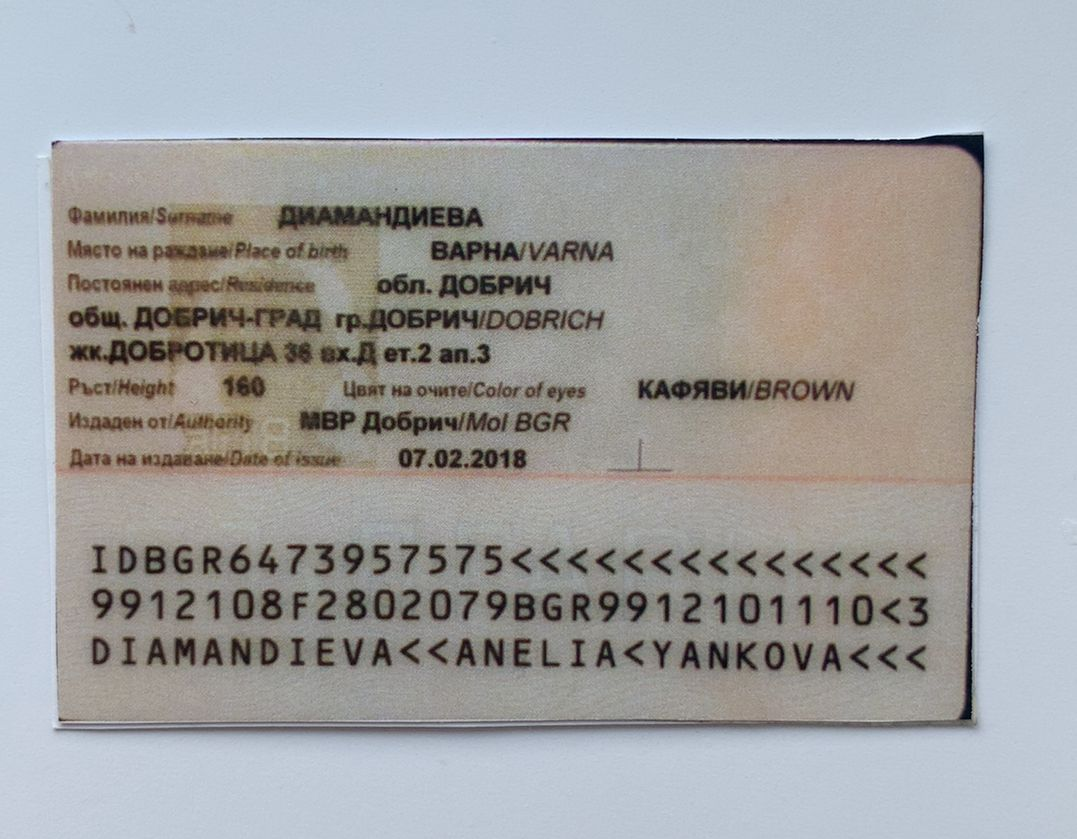 Фамилия/Surname ДИАМАНДИЕВА
Място на раждане/Place of birth ВАРНА/VARNA
Постоянен адрес/Residence обл. ДОБРИЧ
общ. ДОБРИЧ-ГРАД гр.ДОБРИЧ/DOBRICH
жк.ДОБРОТИЦА 36 вх.Д ет.2 ап.3
Ръст/Height 160 Цвят на очите/Color of eyes КАФЯВИ/BROWN
Издаден от/Authority МВР Добрич/MoI BGR
Дата на издаване/Date of issue 07.02.2018
IDBGR6473957575<<<<<<<<<<<<<<<
9912108F2802079BGR9912101110<3
DIAMANDIEVA<<ANELIA<YANKOVA<<<